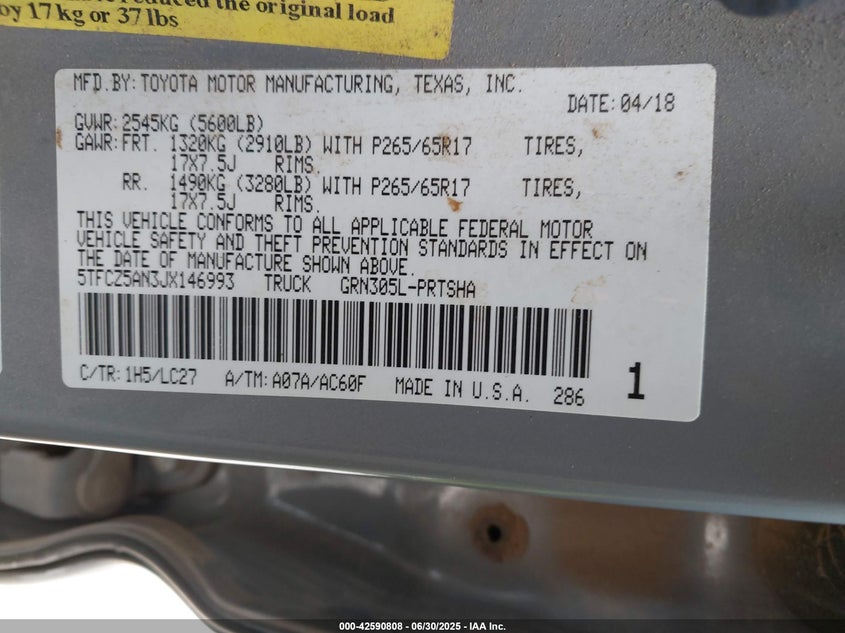 reduced the original load
by 17 kg or 37 lbs
MFD.BY: TOYOTA MOTOR MANUFACTURING, TEXAS, INC.
DATE: 04/18
GVWR: 2545KG (5600LB)
GAWR: FRT. 1320KG (2910LB) WITH P265/65R17 TIRES,
17X7.5J RIMS.
RR. 1490KG (3280LB) WITH P265/65R17 TIRES,
17X7.5J RIMS.
THIS VEHICLE CONFORMS TO ALL APPLICABLE FEDERAL MOTOR
VEHICLE SAFETY AND THEFT PREVENTION STANDARDS IN EFFECT ON
THE DATE OF MANUFACTURE SHOWN ABOVE.
5TFCZ5AN3JX146993 TRUCK GRN305L-PRTSHA
C/TR: 1H5/LC27 A/TM: A07A/AC60F MADE IN U.S.A. 286 1
000-42590808 - 06/30/2025 - IAA Inc.